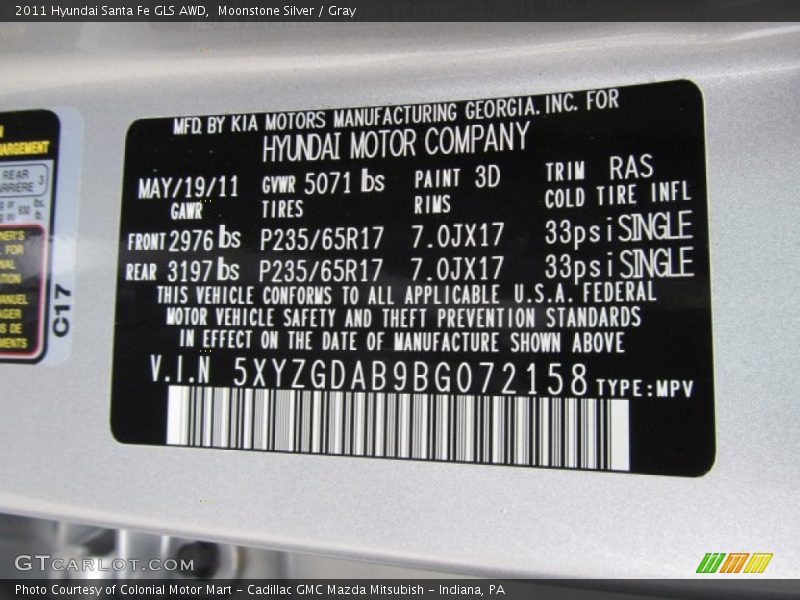 2011 Hyundai Santa Fe GLS AWD,  Moonstone Silver / Gray
MFD. BY KIA MOTORS MANUFACTURING GEORGIA. INC. FOR
HYUNDAI MOTOR COMPANY
MAY/19/11 GVWR 5071 lbs PAINT 3D TRIM RAS
GAWR TIRES RIMS COLD TIRE INFL
FRONT 2976 lbs P235/65R17 7.0JX17 33psi SINGLE
REAR 3197 lbs P235/65R17 7.0JX17 33psi SINGLE
THIS VEHICLE CONFORMS TO ALL APPLICABLE U.S.A. FEDERAL
MOTOR VEHICLE SAFETY AND THEFT PREVENTION STANDARDS
IN EFFECT ON THE DATE OF MANUFACTURE SHOWN ABOVE
V.I.N 5XYZGDAB9BG072158 TYPE:MPV
REAR 3
C17
GTCARLOT.COM
Photo Courtesy of Colonial Motor Mart - Cadillac GMC Mazda Mitsubish - Indiana, PA